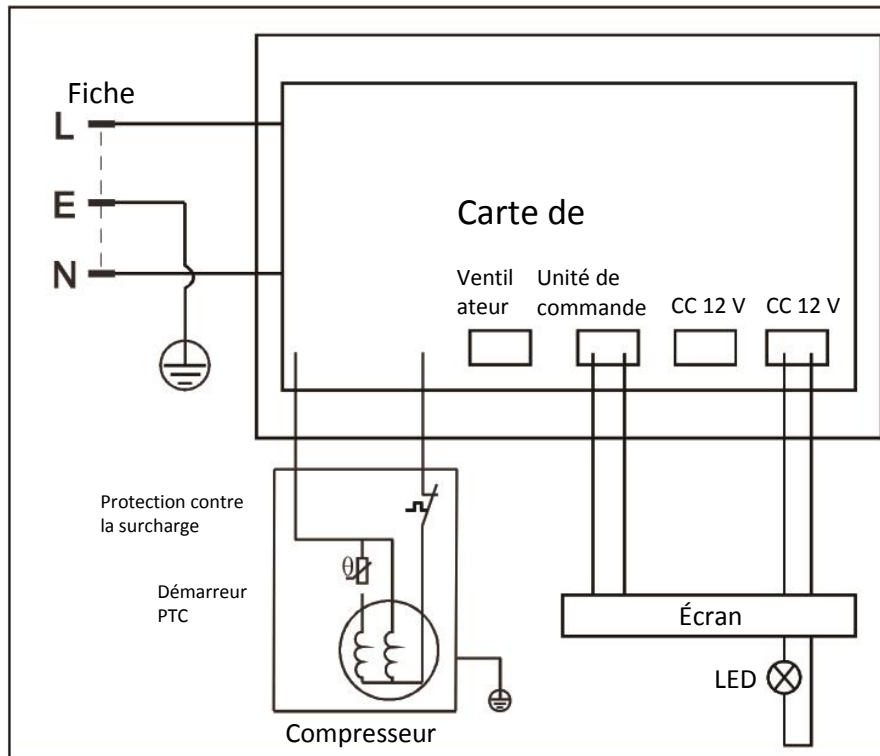 Fiche
L
E
N
Carte de
Ventil
ateur
Unité de
commande
CC 12 V
CC 12 V
Protection contre
la surcharge
θ
Démarreur
PTC
Écran
LED
Compresseur